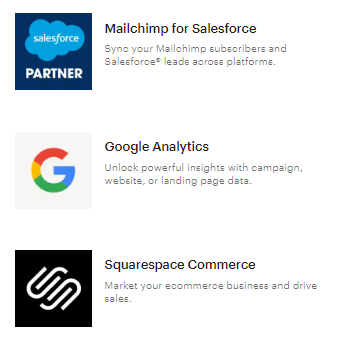 salesforce
PARTNER
Mailchimp for Salesforce
Sync your Mailchimp subscribers and
Salesforce® leads across platforms.
Google Analytics
Unlock powerful insights with campaign,
website, or landing page data.
Squarespace Commerce
Market your ecommerce business and drive
sales.